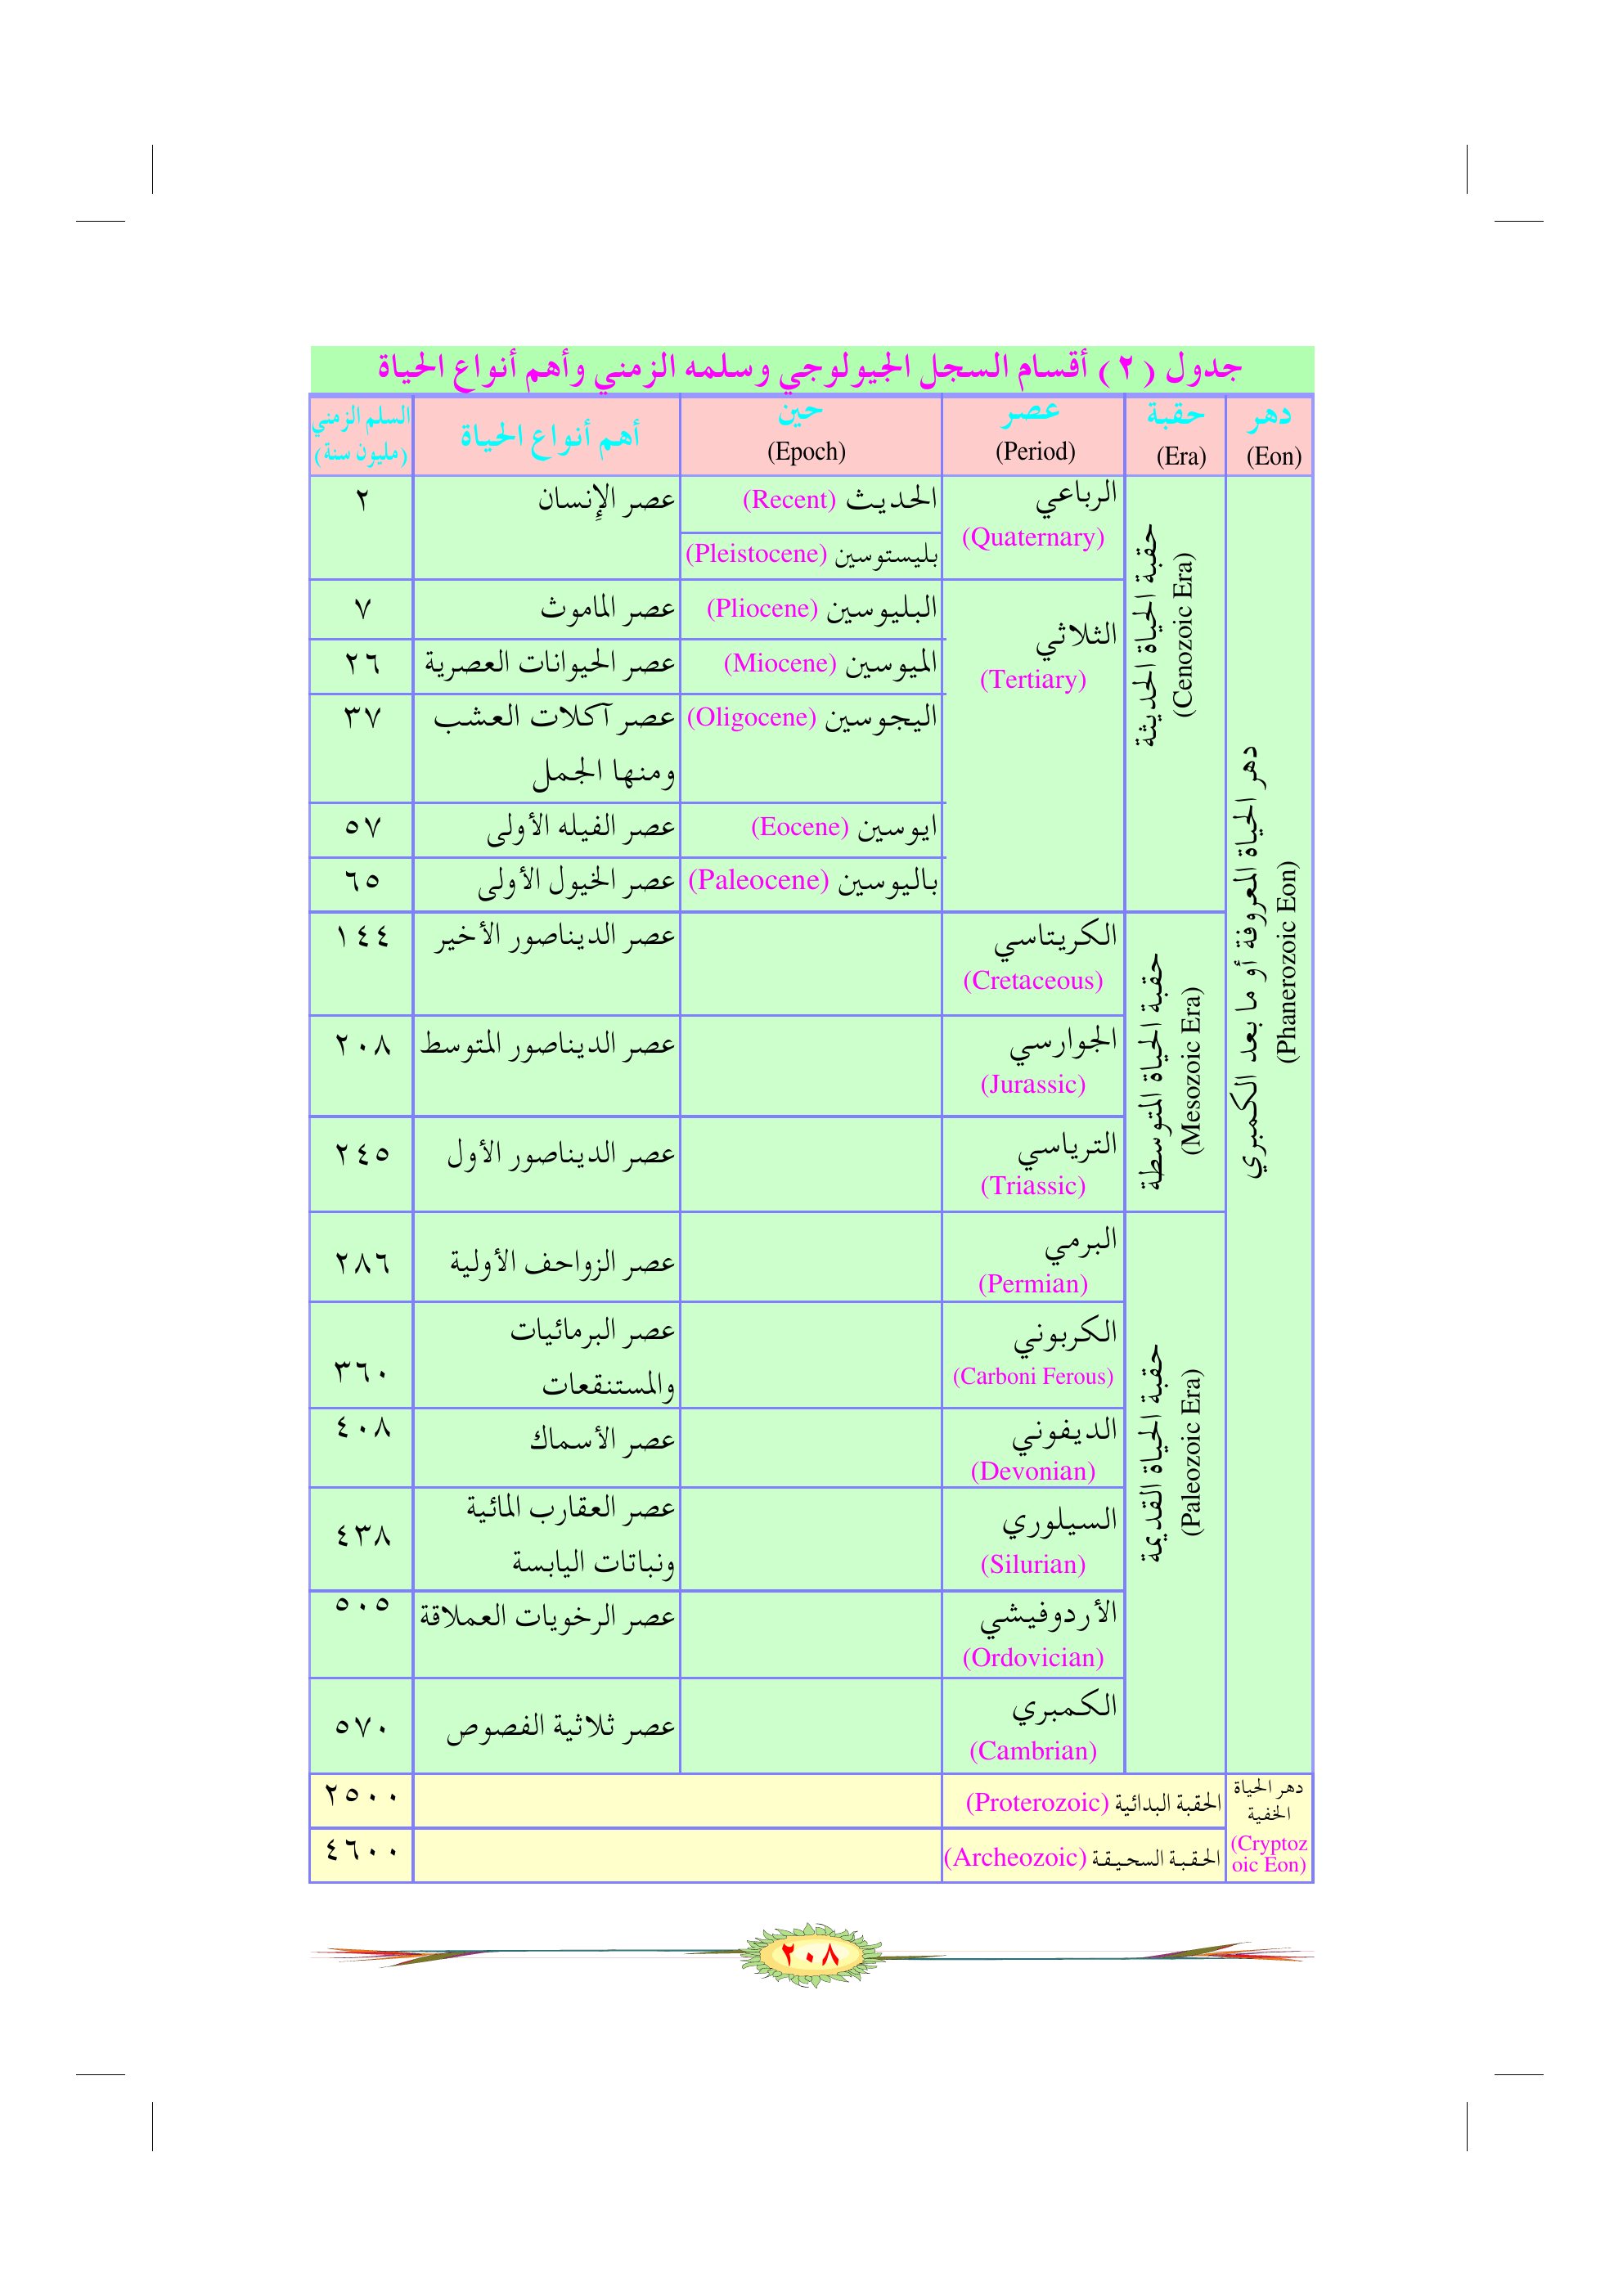 جدول (٢) أقسام السجل الجيولوجي وسلمه الزمني وأهم أنواع الحياة
دهر
(Eon)
حقبة
(Era)
عصر
(Period)
حين
(Epoch)
أهم أنواع الحياة
السلم الزمني
(مليون سنة)
دهر الحياة المعروفة أو ما بعد الكمبري
(Phanerozoic Eon)
حقبة الحياة الحديثة
(Cenozoic Era)
الرباعي
(Quaternary)
الحديث (Recent)
عصر الإنسان
٢
بليستوسين (Pleistocene)
الثلاثي
(Tertiary)
البليوسين (Pliocene)
عصر الماموث
٧
الميوسين (Miocene)
عصر الحيوانات العصرية
٢٦
اليجوسين (Oligocene)
عصر آكلات العشب
ومنها الجمل
٣٧
ايوسين (Eocene)
عصر الفيله الأولى
٥٧
باليوسين (Paleocene)
عصر الخيول الأولى
٦٥
حقبة الحياة المتوسطة
(Mesozoic Era)
الكريتاسي
(Cretaceous)
عصر الديناصور الأخير
١٤٤
الجوارسي
(Jurassic)
عصر الديناصور المتوسط
٢٠٨
الترياسي
(Triassic)
عصر الديناصور الأول
٢٤٥
حقبة الحياة القديمة
(Paleozoic Era)
البرمي
(Permian)
عصر الزواحف الأولية
٢٨٦
الكربوني
(Carboni Ferous)
عصر البرمائيات
والمستنقعات
٣٦٠
الديفوني
(Devonian)
عصر الأسماك
٤٠٨
السيلوري
(Silurian)
عصر العقارب المائية
ونباتات اليابسة
٤٣٨
الأردوفيشي
(Ordovician)
عصر الرخويات العملاقة
٥٠٥
الكمبري
(Cambrian)
عصر ثلاثية الفصوص
٥٧٠
دهر الحياة
الخفية
(Cryptoz
oic Eon)
الحقبة البدائية (Proterozoic)
٢٥٠٠
الحقبة السحيقة (Archeozoic)
٤٦٠٠
٢٠٨